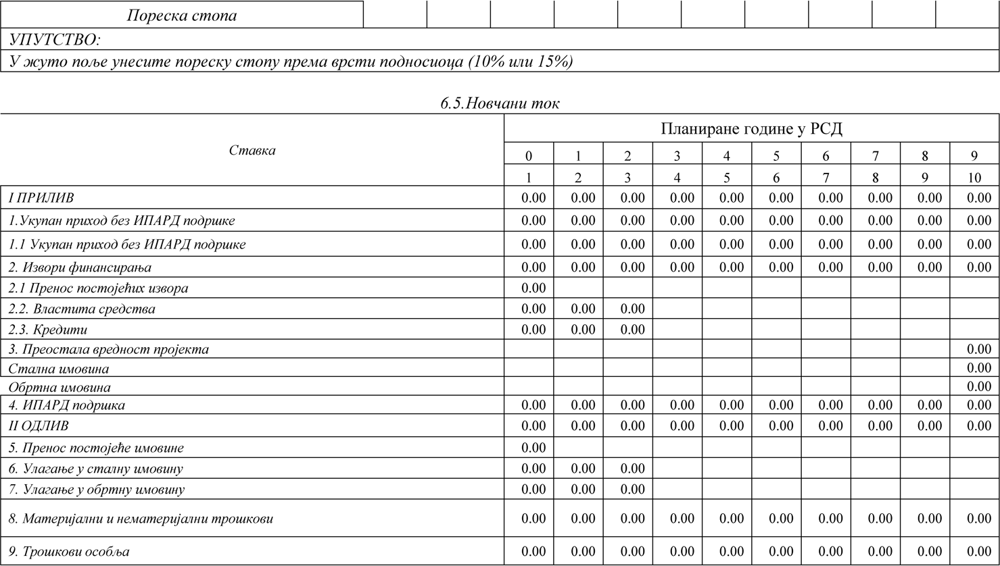 Пореска стопа
УПУТСТВО:
У жуто поље унесите пореску стопу према врсти подносиоца (10% или 15%)
6.5.Новчани ток
Ставка
Планиране године у РСД
0 1 2 3 4 5 6 7 8 9
1 2 3 4 5 6 7 8 9 10
I ПРИЛИВ 0.00 0.00 0.00 0.00 0.00 0.00 0.00 0.00 0.00 0.00
1.Укупан приход без ИПАРД подршке 0.00 0.00 0.00 0.00 0.00 0.00 0.00 0.00 0.00 0.00
1.1 Укупан приход без ИПАРД подршке 0.00 0.00 0.00 0.00 0.00 0.00 0.00 0.00 0.00 0.00
2. Извори финансирања 0.00 0.00 0.00 0.00 0.00 0.00 0.00 0.00 0.00 0.00
2.1 Пренос постојећих извора 0.00
2.2. Властита средства 0.00 0.00 0.00
2.3. Кредити 0.00 0.00 0.00
3. Преостала вредност пројекта 0.00
Стална имовина 0.00
Обртна имовина 0.00
4. ИПАРД подршка 0.00 0.00 0.00 0.00 0.00 0.00 0.00 0.00 0.00 0.00
II ОДЛИВ 0.00 0.00 0.00 0.00 0.00 0.00 0.00 0.00 0.00 0.00
5. Пренос постојеће имовине 0.00
6. Улагање у сталну имовину 0.00 0.00 0.00
7. Улагање у обртну имовину 0.00 0.00 0.00
8. Материјални и нематеријални трошкови 0.00 0.00 0.00 0.00 0.00 0.00 0.00 0.00 0.00 0.00
9. Трошкови особља 0.00 0.00 0.00 0.00 0.00 0.00 0.00 0.00 0.00 0.00